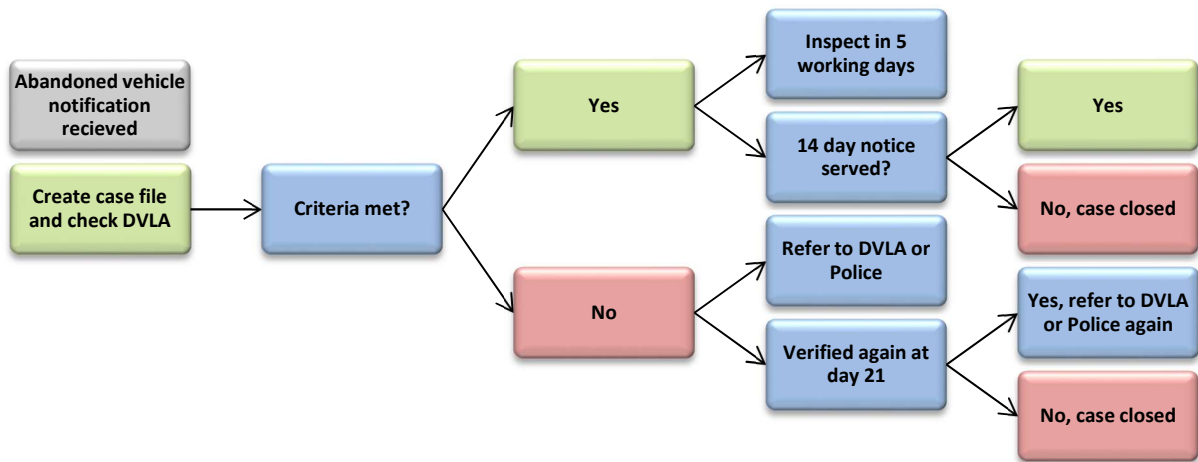 Abandoned vehicle
notification
recieved
Create case file
and check DVLA
Criteria met?
Yes
No
Inspect in 5
working days
14 day notice
served?
Refer to DVLA or
Police
Verified again at
day 21
Yes
No, case closed
Yes, refer to DVLA
or Police again
No, case closed